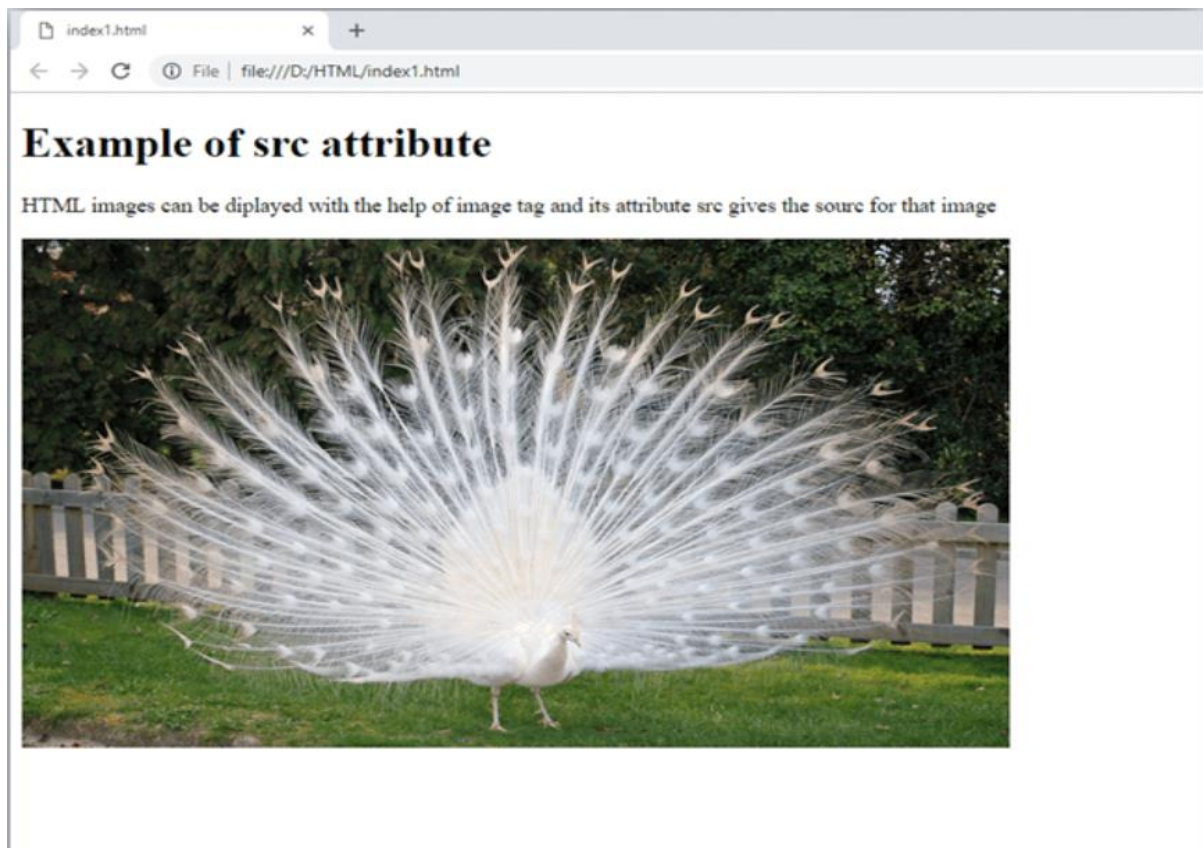 index1.html
File | file:///D:/HTML/index1.html
Example of src attribute
HTML images can be diplayed with the help of image tag and its attribute src gives the sourc for that image